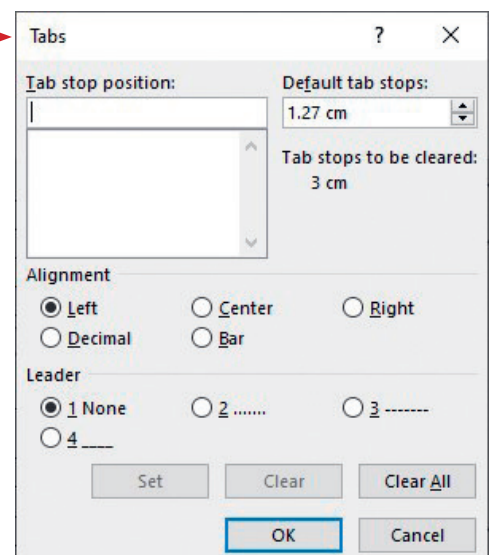 Tabs ? ×
Tab stop position: Default tab stops:
1.27 cm
Tab stops to be cleared:
3 cm
Alignment
Left Center Right
Decimal Bar
Leader
1 None 2 ....... 3 -------
4 ____
Set Clear Clear All
OK Cancel